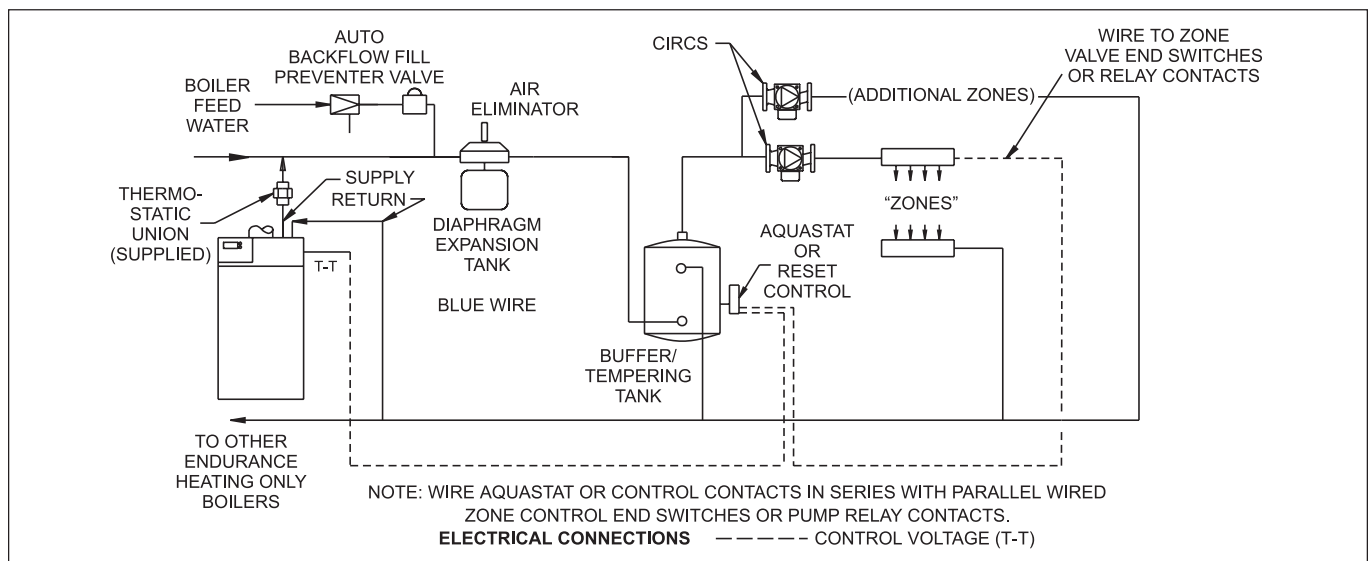 AUTO
BACKFLOW FILL
PREVENTER VALVE
BOILER
FEED
WATER
AIR
ELIMINATOR
CIRCS
WIRE TO ZONE
VALVE END SWITCHES
OR RELAY CONTACTS
(ADDITIONAL ZONES)
THERMO-
STATIC
UNION
(SUPPLIED)
SUPPLY
RETURN
T-T
DIAPHRAGM
EXPANSION
TANK
BLUE WIRE
AQUASTAT
OR
RESET
CONTROL
"ZONES"
BUFFER/
TEMPERING
TANK
TO OTHER
ENDURANCE
HEATING ONLY
BOILERS
NOTE: WIRE AQUASTAT OR CONTROL CONTACTS IN SERIES WITH PARALLEL WIRED
ZONE CONTROL END SWITCHES OR PUMP RELAY CONTACTS.
ELECTRICAL CONNECTIONS CONTROL VOLTAGE (T-T)